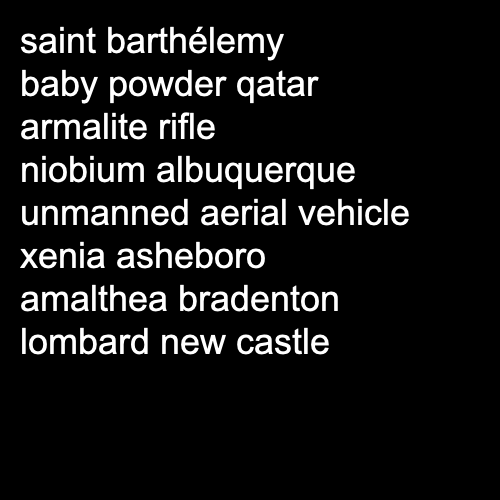 saint barthélemy
baby powder qatar
armalite rifle
niobium albuquerque
unmanned aerial vehicle
xenia asheboro
amalthea bradenton
lombard new castle